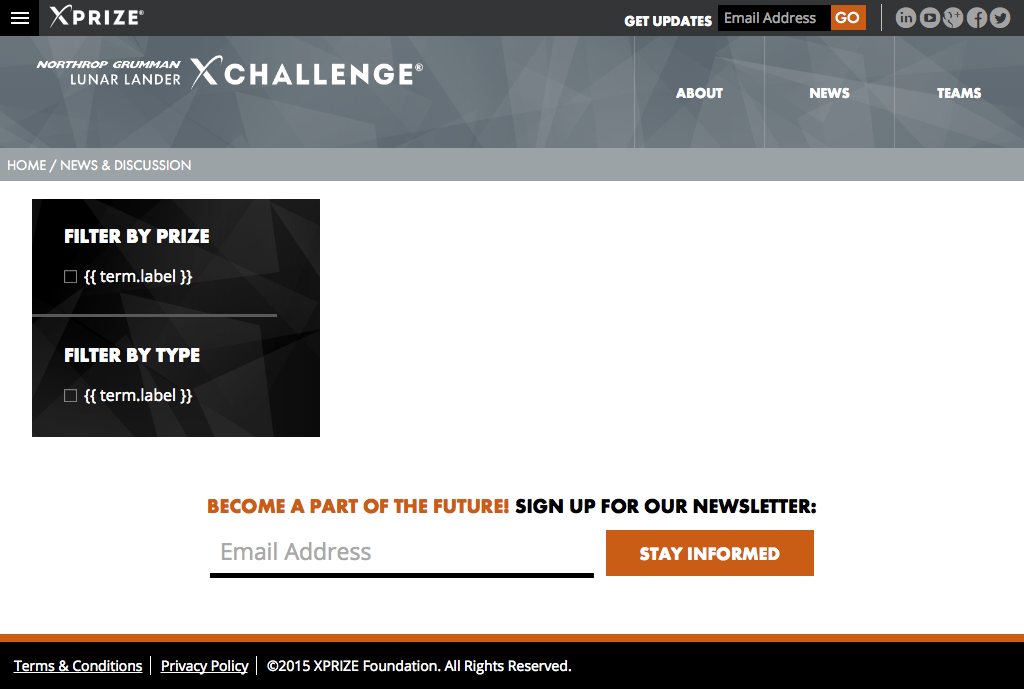 XPRIZE®
GET UPDATES
Email Address
GO
NORTHROP GRUMMAN
LUNAR LANDER
XCHALLENGE®
ABOUT
NEWS
TEAMS
HOME / NEWS & DISCUSSION
FILTER BY PRIZE
{{ term.label }}
FILTER BY TYPE
{{ term.label }}
BECOME A PART OF THE FUTURE! SIGN UP FOR OUR NEWSLETTER:
Email Address
STAY INFORMED
Terms & Conditions
Privacy Policy
©2015 XPRIZE Foundation. All Rights Reserved.